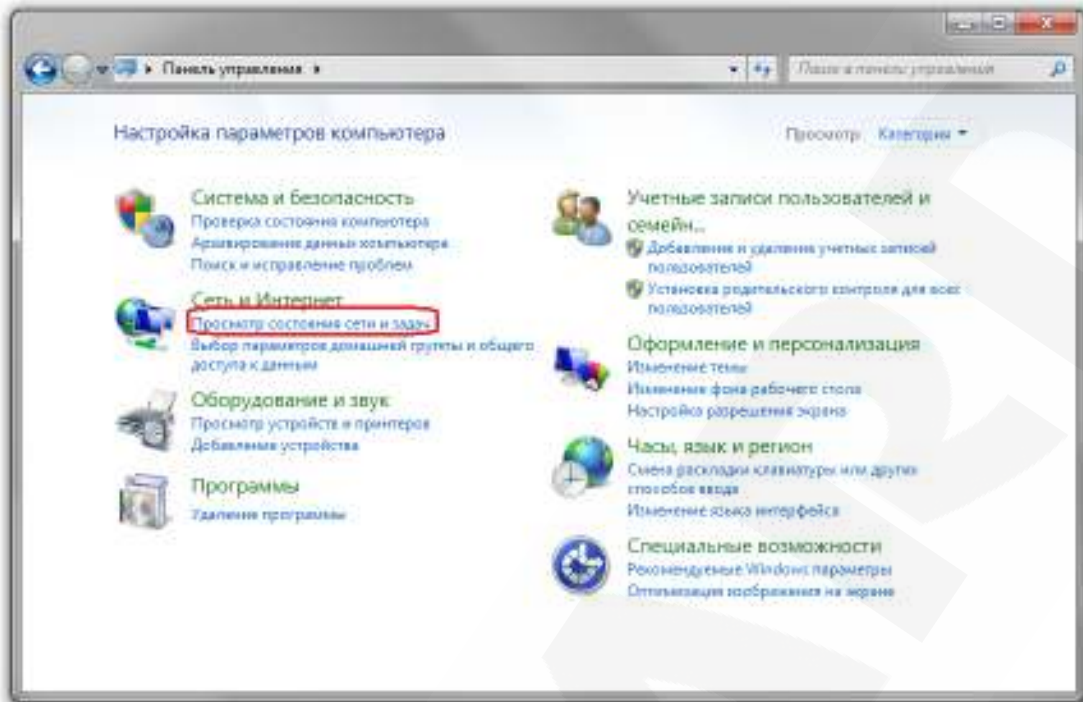 Панель управления
Поиск в панели управления
Настройка параметров компьютера
Просмотр: Категория
Система и безопасность
Проверка состояния компьютера
Архивирование данных компьютера
Поиск и исправление проблем
Сеть и Интернет
Просмотр состояния сети и задач
Выбор параметров домашней группы и общего
доступа к данным
Оборудование и звук
Просмотр устройств и принтеров
Добавление устройства
Программы
Удаление программы
Учетные записи пользователей и
семейн...
Добавление и удаление учетных записей
пользователей
Установка родительского контроля для всех
пользователей
Оформление и персонализация
Изменение темы
Изменение фона рабочего стола
Настройка разрешения экрана
Часы, язык и регион
Смена раскладки клавиатуры или других
способов ввода
Изменение языка интерфейса
Специальные возможности
Рекомендуемые Windows параметры
Оптимизация изображения на экране